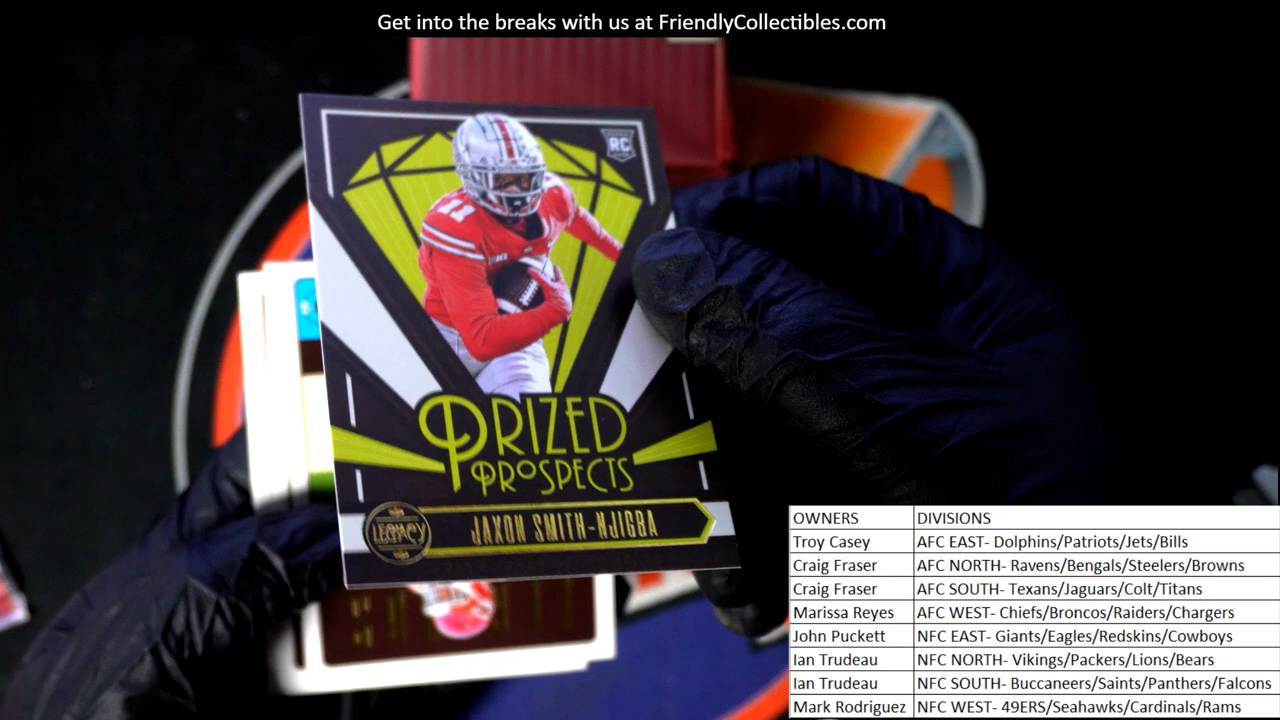 Get into the breaks with us at FriendlyCollectibles.com
RC
11
PRIZED
PROSPECTS
LEGACY
JAXON SMITH-NJIGBA
OWNERS DIVISIONS
Troy Casey AFC EAST- Dolphins/Patriots/Jets/Bills
Craig Fraser AFC NORTH- Ravens/Bengals/Steelers/Browns
Craig Fraser AFC SOUTH- Texans/Jaguars/Colt/Titans
Marissa Reyes AFC WEST- Chiefs/Broncos/Raiders/Chargers
John Puckett NFC EAST- Giants/Eagles/Redskins/Cowboys
Ian Trudeau NFC NORTH- Vikings/Packers/Lions/Bears
Ian Trudeau NFC SOUTH- Buccaneers/Saints/Panthers/Falcons
Mark Rodriguez NFC WEST- 49ERS/Seahawks/Cardinals/Rams